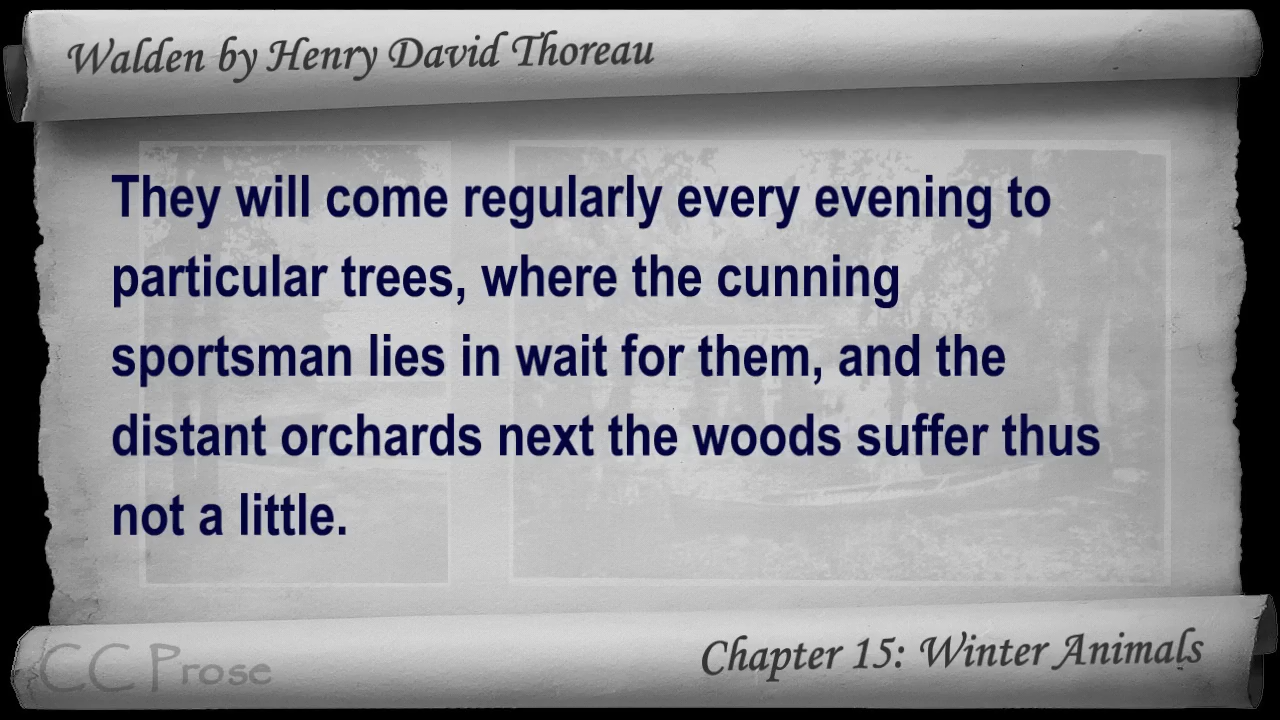 Walden by Henry David Thoreau
They will come regularly every evening to
particular trees, where the cunning
sportsman lies in wait for them, and the
distant orchards next the woods suffer thus
not a little.
CC Prose
Chapter 15: Winter Animals